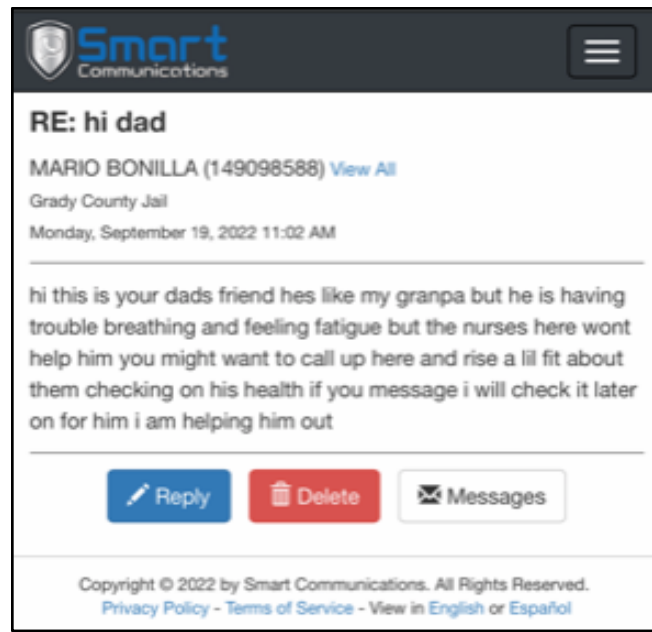 Smart
Communications
RE: hi dad
MARIO BONILLA (149098588) View All
Grady County Jail
Monday, September 19, 2022 11:02 AM
hi this is your dads friend hes like my granpa but he is having
trouble breathing and feeling fatigue but the nurses here wont
help him you might want to call up here and rise a lil fit about
them checking on his health if you message i will check it later
on for him i am helping him out
Reply Delete Messages
Copyright © 2022 by Smart Communications. All Rights Reserved.
Privacy Policy - Terms of Service - View in English or Español